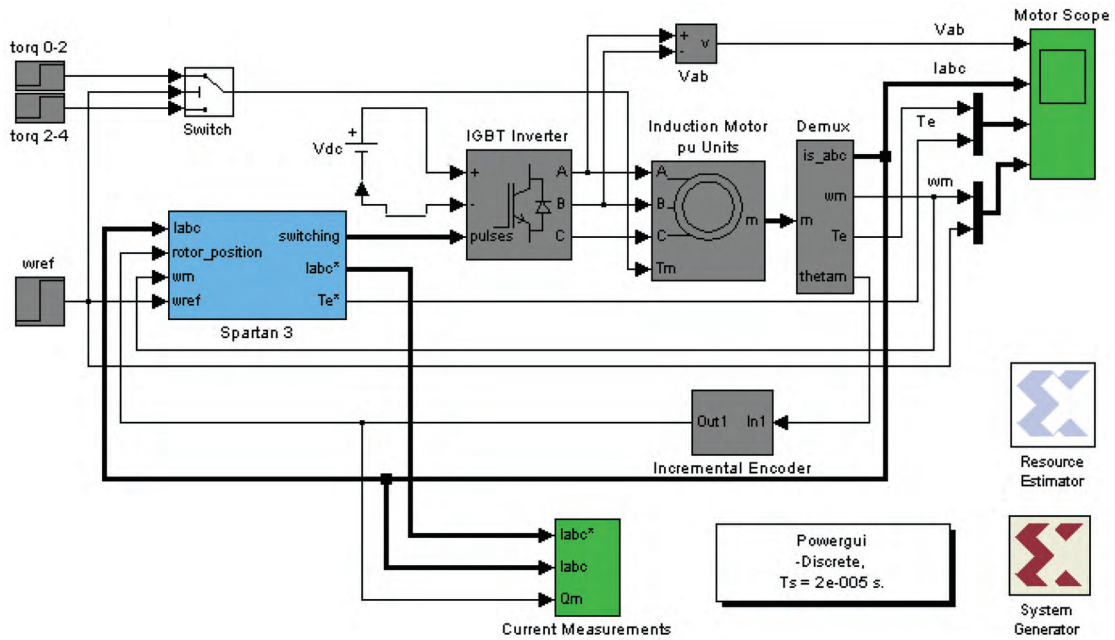 Motor Scope
torq 0-2
Vab
Iabc
+
-
v
Vab
torq 2-4
Switch
Te
IGBT Inverter
Induction Motor
pu Units
Demux
+
Vdc
+
-
pulses
A
B
C
A
B
C
Tm
m
m
is_abc
wm
Te
thetam
wm
Iabc
rotor_position
wm
wref
switching
Iabc*
Te*
Spartan 3
wref
Out1
In1
Incremental Encoder
Resource
Estimator
Iabc*
Iabc
Qm
Current Measurements
Powergui
-Discrete,
Ts = 2e-005 s.
System
Generator